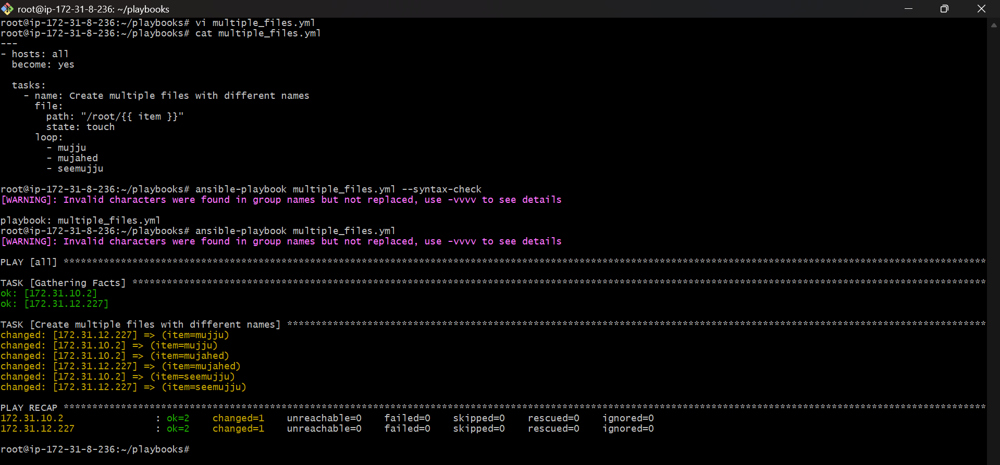 root@ip-172-31-8-236: ~/playbooks
root@ip-172-31-8-236:~/playbooks# vi multiple_files.yml
root@ip-172-31-8-236:~/playbooks# cat multiple_files.yml
---
- hosts: all
  become: yes

  tasks:
    - name: Create multiple files with different names
      file:
        path: "/root/{{ item }}"
        state: touch
      loop:
        - mujju
        - mujahed
        - seemujju

root@ip-172-31-8-236:~/playbooks# ansible-playbook multiple_files.yml --syntax-check
[WARNING]: Invalid characters were found in group names but not replaced, use -vvvv to see details

playbook: multiple_files.yml
root@ip-172-31-8-236:~/playbooks# ansible-playbook multiple_files.yml
[WARNING]: Invalid characters were found in group names but not replaced, use -vvvv to see details

PLAY [all] *****************************************************************************************************************************************************************

TASK [Gathering Facts] *****************************************************************************************************************************************************
ok: [172.31.10.2]
ok: [172.31.12.227]

TASK [Create multiple files with different names] **************************************************************************************************************************
changed: [172.31.12.227] => (item=mujju)
changed: [172.31.10.2] => (item=mujju)
changed: [172.31.10.2] => (item=mujahed)
changed: [172.31.12.227] => (item=mujahed)
changed: [172.31.10.2] => (item=seemujju)
changed: [172.31.12.227] => (item=seemujju)

PLAY RECAP *****************************************************************************************************************************************************************
172.31.10.2                : ok=2    changed=1    unreachable=0    failed=0    skipped=0    rescued=0    ignored=0
172.31.12.227              : ok=2    changed=1    unreachable=0    failed=0    skipped=0    rescued=0    ignored=0

root@ip-172-31-8-236:~/playbooks#